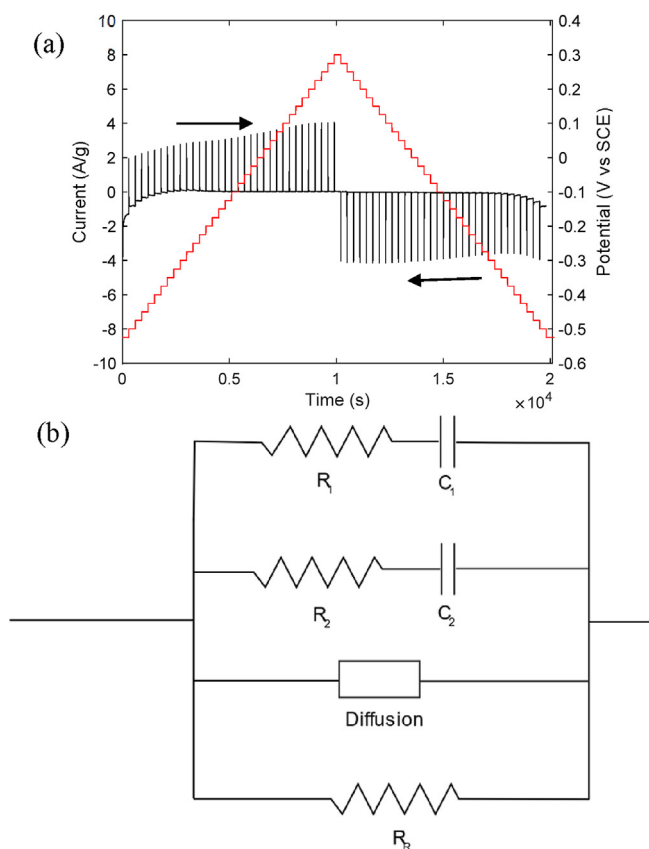 (a)
Current (A/g)
10
8
6
4
2
0
-2
-4
-6
-8
-10
0
0.5
1
1.5
2
×10⁴
Time (s)
0.4
0.3
0.2
0.1
0
-0.1
-0.2
-0.3
-0.4
-0.5
-0.6
Potential (V vs SCE)
(b)
R₁
C₁
R₂
C₂
Diffusion
R_R